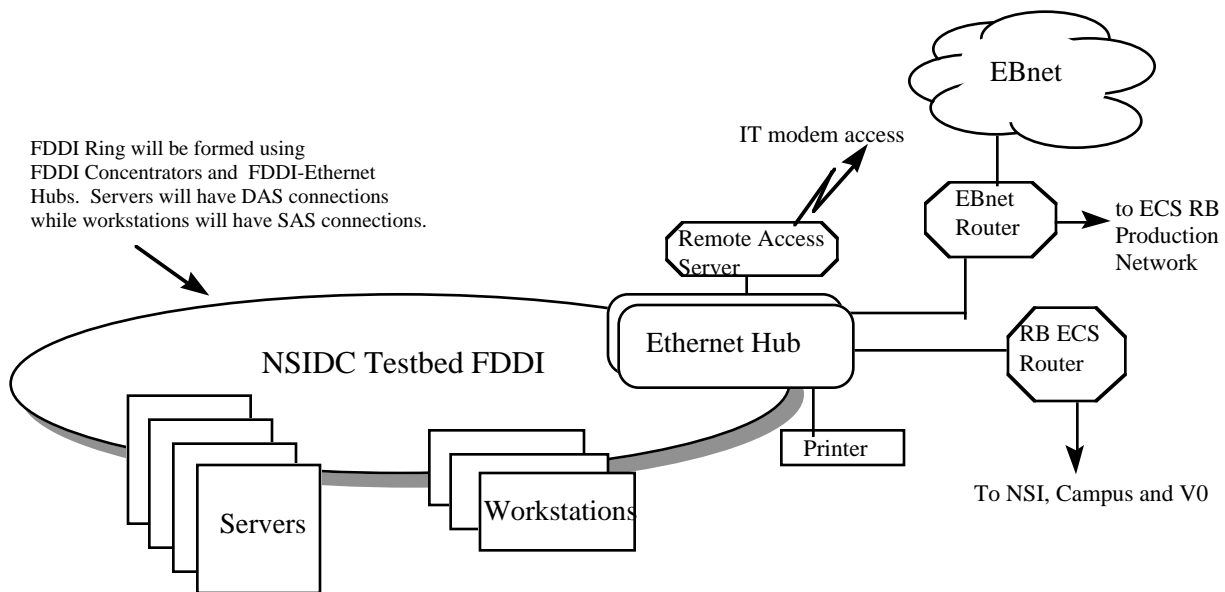 EBnet
IT modem access
FDDI Ring will be formed using
FDDI Concentrators and FDDI-Ethernet
Hubs. Servers will have DAS connections
while workstations will have SAS connections.
EBnet
Router
to ECS RB
Production
Network
Remote Access
Server
Ethernet Hub
RB ECS
Router
NSIDC Testbed FDDI
Printer
To NSI, Campus and V0
Servers
Workstations